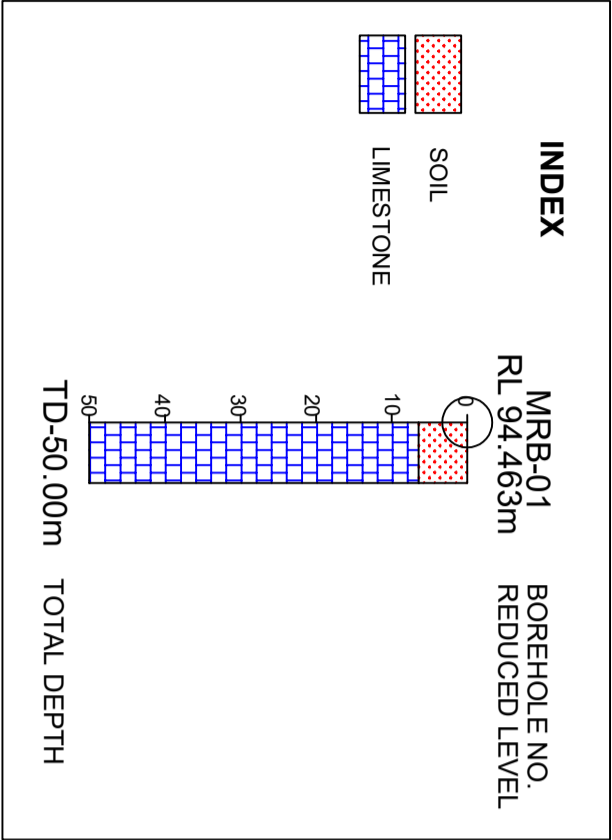 INDEX
SOIL
LIMESTONE
MRB-01
RL 94.463m
BOREHOLE NO.
REDUCED LEVEL
0
10
20
30
40
50
TD-50.00m
TOTAL DEPTH